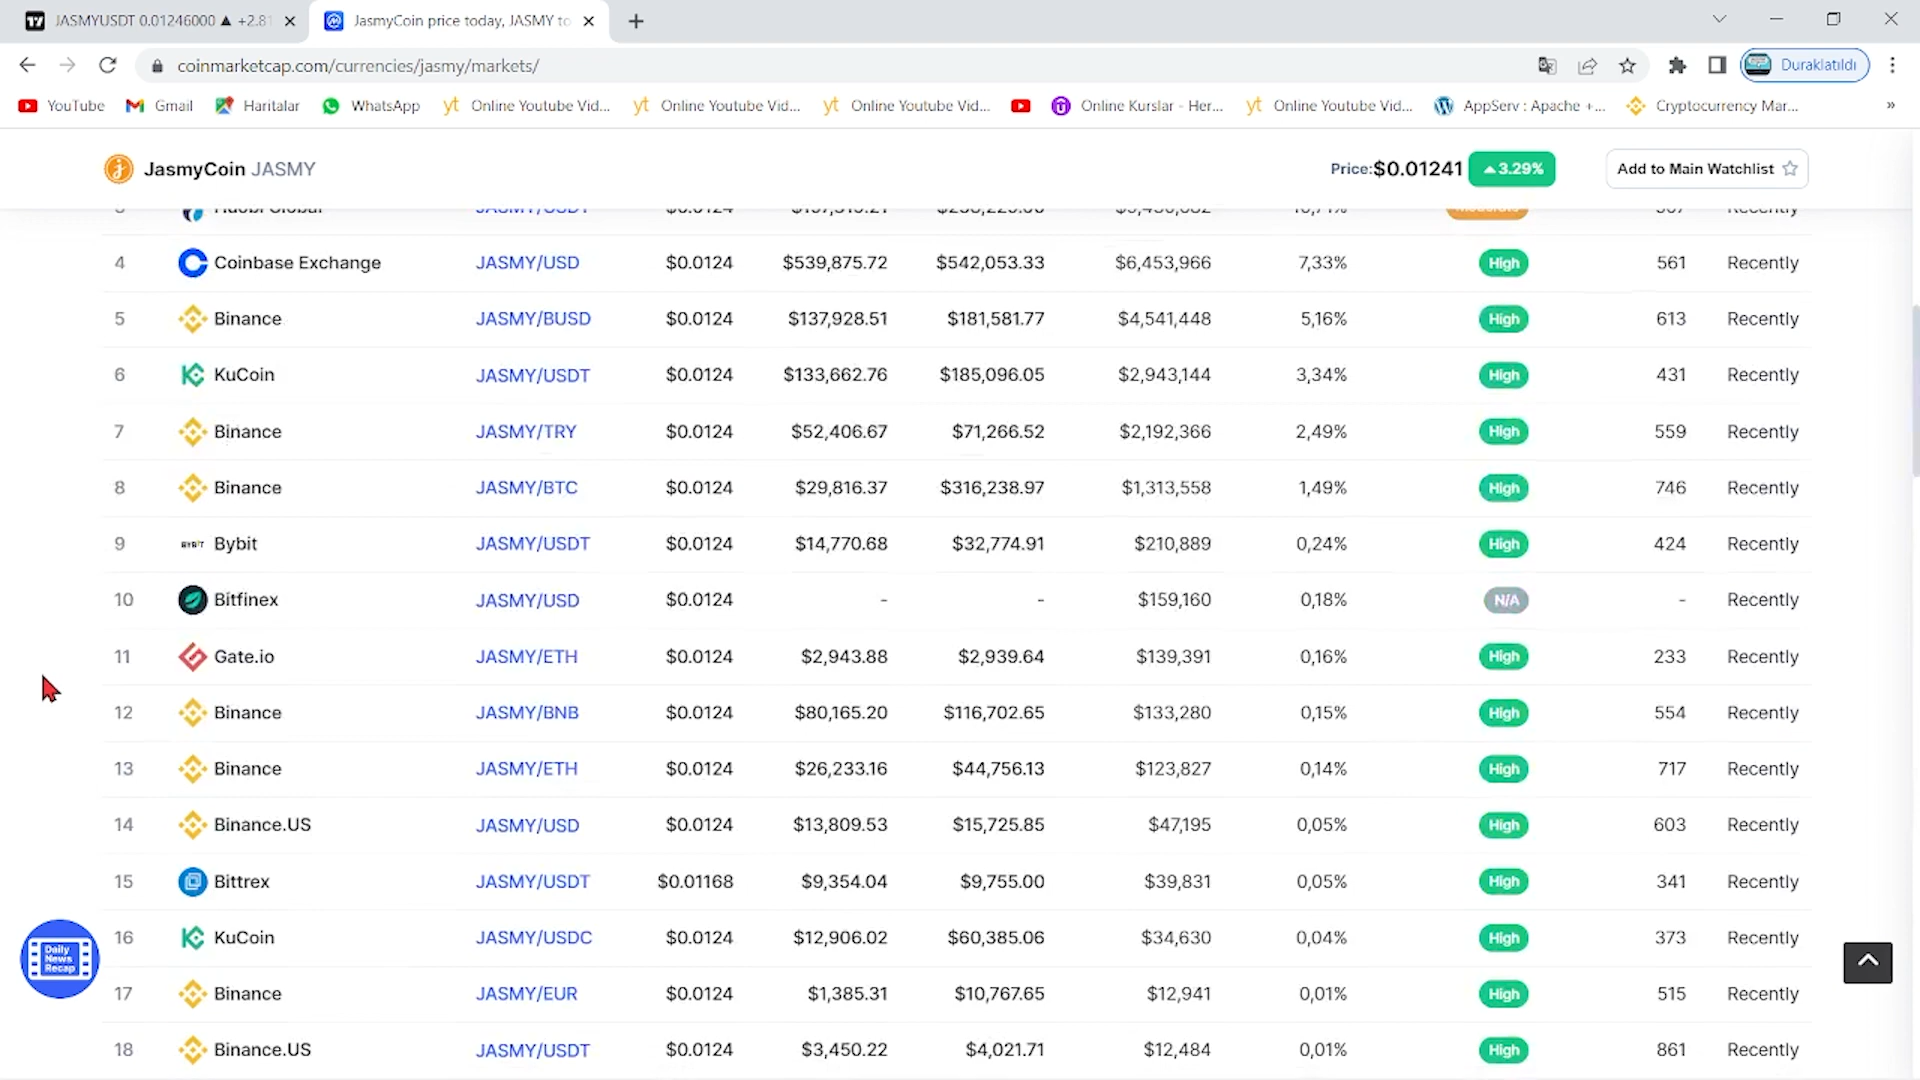 JASMYUSDT 0.01246000 ▲ +2.81
JasmyCoin price today, JASMY to
coinmarketcap.com/currencies/jasmy/markets/
Duraklatıldı
YouTube Gmail Haritalar WhatsApp Online Youtube Vid... Online Youtube Vid... Online Youtube Vid... Online Kurslar - Her... Online Youtube Vid... AppServ : Apache +... Cryptocurrency Mar... »
JasmyCoin JASMY Price:$0.01241 ▲3.29% Add to Main Watchlist
4 Coinbase Exchange JASMY/USD $0.0124 $539,875.72 $542,053.33 $6,453,966 7,33% High 561 Recently
5 Binance JASMY/BUSD $0.0124 $137,928.51 $181,581.77 $4,541,448 5,16% High 613 Recently
6 KuCoin JASMY/USDT $0.0124 $133,662.76 $185,096.05 $2,943,144 3,34% High 431 Recently
7 Binance JASMY/TRY $0.0124 $52,406.67 $71,266.52 $2,192,366 2,49% High 559 Recently
8 Binance JASMY/BTC $0.0124 $29,816.37 $316,238.97 $1,313,558 1,49% High 746 Recently
9 Bybit JASMY/USDT $0.0124 $14,770.68 $32,774.91 $210,889 0,24% High 424 Recently
10 Bitfinex JASMY/USD $0.0124 - - $159,160 0,18% N/A - Recently
11 Gate.io JASMY/ETH $0.0124 $2,943.88 $2,939.64 $139,391 0,16% High 233 Recently
12 Binance JASMY/BNB $0.0124 $80,165.20 $116,702.65 $133,280 0,15% High 554 Recently
13 Binance JASMY/ETH $0.0124 $26,233.16 $44,756.13 $123,827 0,14% High 717 Recently
14 Binance.US JASMY/USD $0.0124 $13,809.53 $15,725.85 $47,195 0,05% High 603 Recently
15 Bittrex JASMY/USDT $0.01168 $9,354.04 $9,755.00 $39,831 0,05% High 341 Recently
16 KuCoin JASMY/USDC $0.0124 $12,906.02 $60,385.06 $34,630 0,04% High 373 Recently
17 Binance JASMY/EUR $0.0124 $1,385.31 $10,767.65 $12,941 0,01% High 515 Recently
18 Binance.US JASMY/USDT $0.0124 $3,450.22 $4,021.71 $12,484 0,01% High 861 Recently
Daily
News
Recap